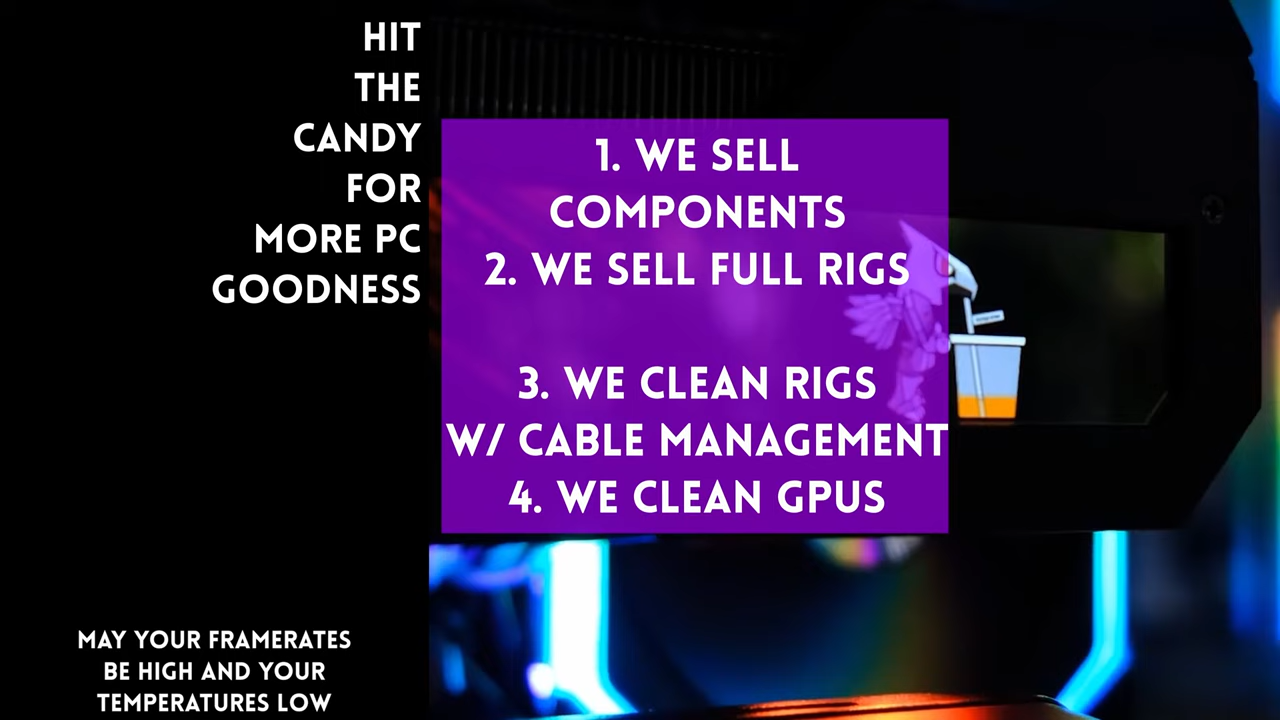 HIT
THE
CANDY
FOR
MORE PC
GOODNESS
1. WE SELL
COMPONENTS
2. WE SELL FULL RIGS
3. WE CLEAN RIGS
W/ CABLE MANAGEMENT
4. WE CLEAN GPUS
MAY YOUR FRAMERATES
BE HIGH AND YOUR
TEMPERATURES LOW